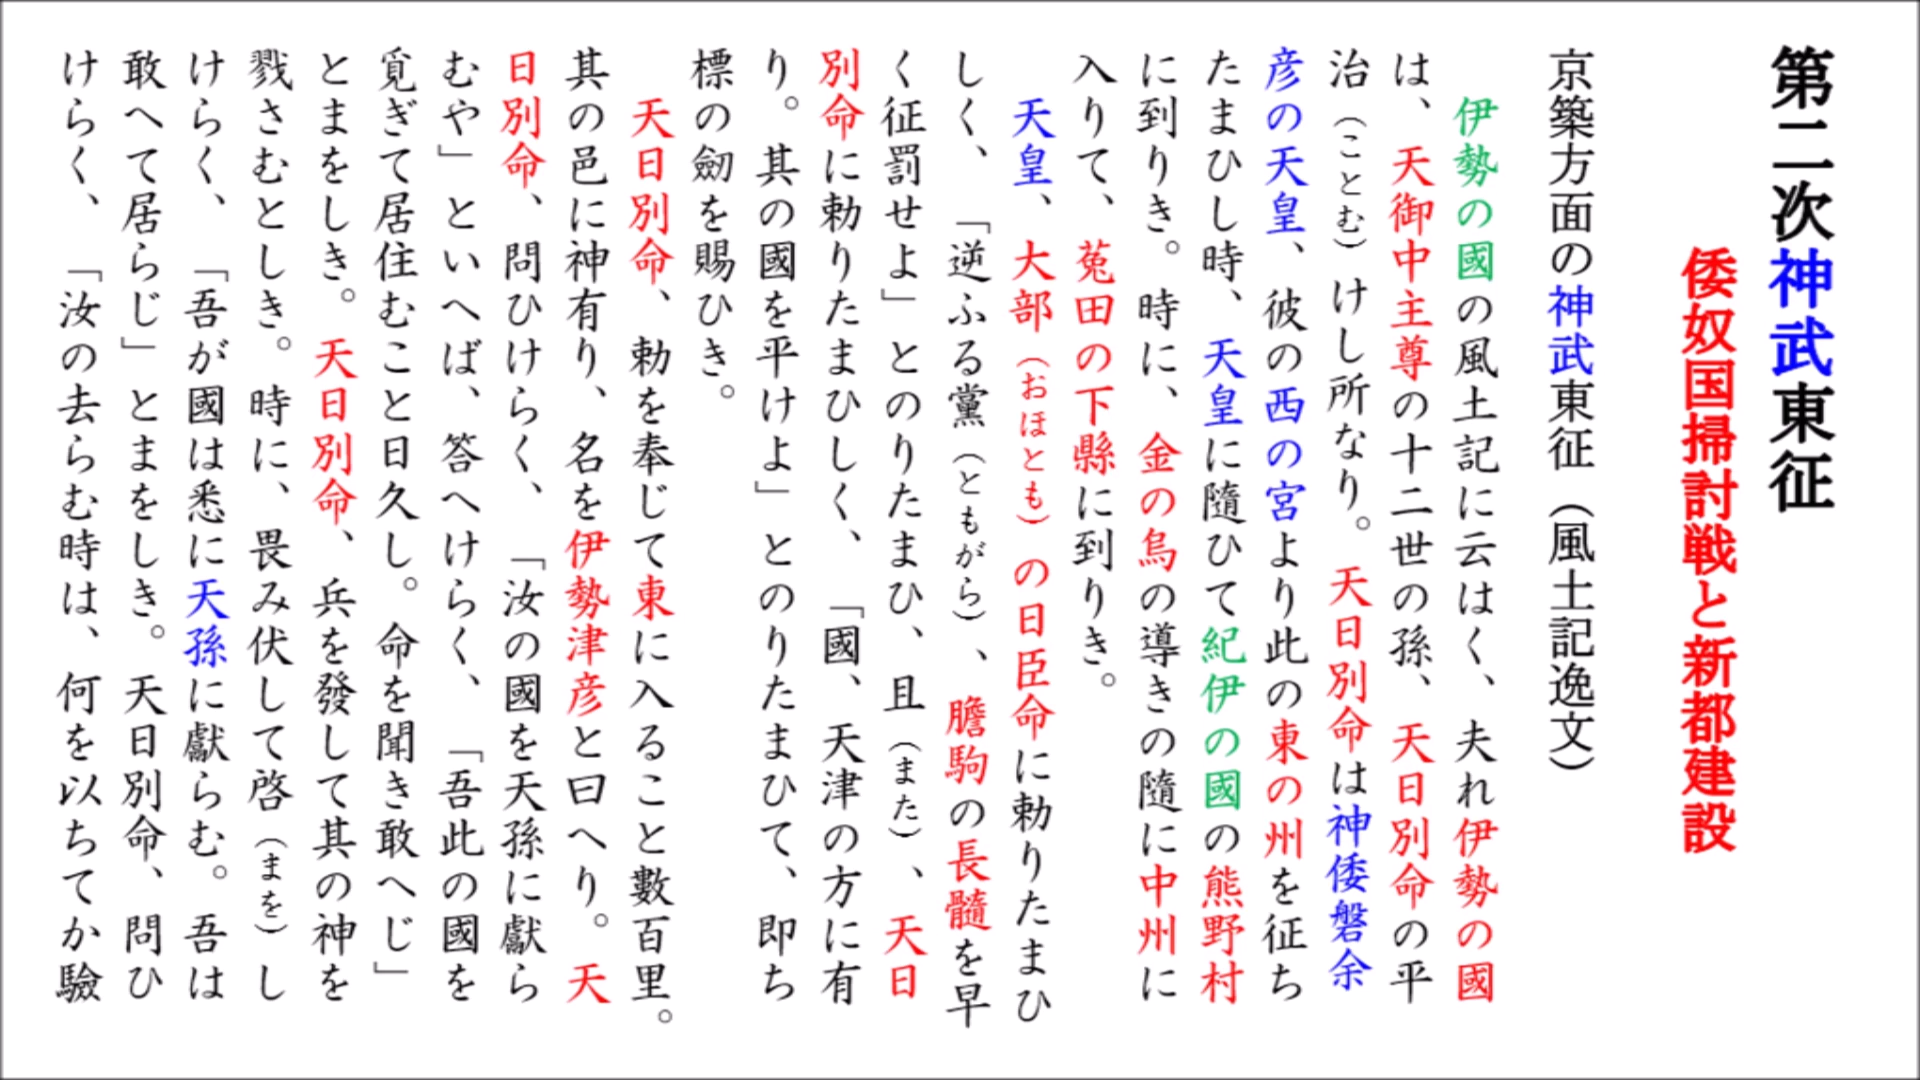 第二次神武東征
倭奴国掃討戦と新都建設
京築方面の神武東征（風土記逸文）
伊勢の國の風土記に云はく、夫れ伊勢の國
は、天御中主尊の十二世の孫、天日別命の平
治（ことむ）けし所なり。天日別命は神倭磐余
彦の天皇、彼の西の宮より此の東の州を征ち
たまひし時、天皇に隨ひて紀伊の國の熊野村
に到りき。時に、金の烏の導きの隨に中州に
入りて、菟田の下縣に到りき。
天皇、大部（おほとも）の日臣命に勅りたまひ
しく、「逆ふる黨（ともがら）、膽駒の長髓を早
く征罰せよ」とのりたまひ、且（また）、天日
別命に勅りたまひしく、「國、天津の方に有
り。其の國を平けよ」とのりたまひて、即ち
標の劒を賜ひき。
天日別命、勅を奉じて東に入ること數百里。
其の邑に神有り、名を伊勢津彦と曰へり。天
日別命、問ひけらく、「汝の國を天孫に獻ら
むや」といへば、答へけらく、「吾此の國を
覓ぎて居住むこと日久し。命を聞き敢へじ」
とまをしき。天日別命、兵を發して其の神を
戮さむとしき。時に、畏み伏して啓（まを）し
けらく、「吾が國は悉に天孫に獻らむ。吾は
敢へて居らじ」とまをしき。天日別命、問ひ
けらく、「汝の去らむ時は、何を以ちてか驗